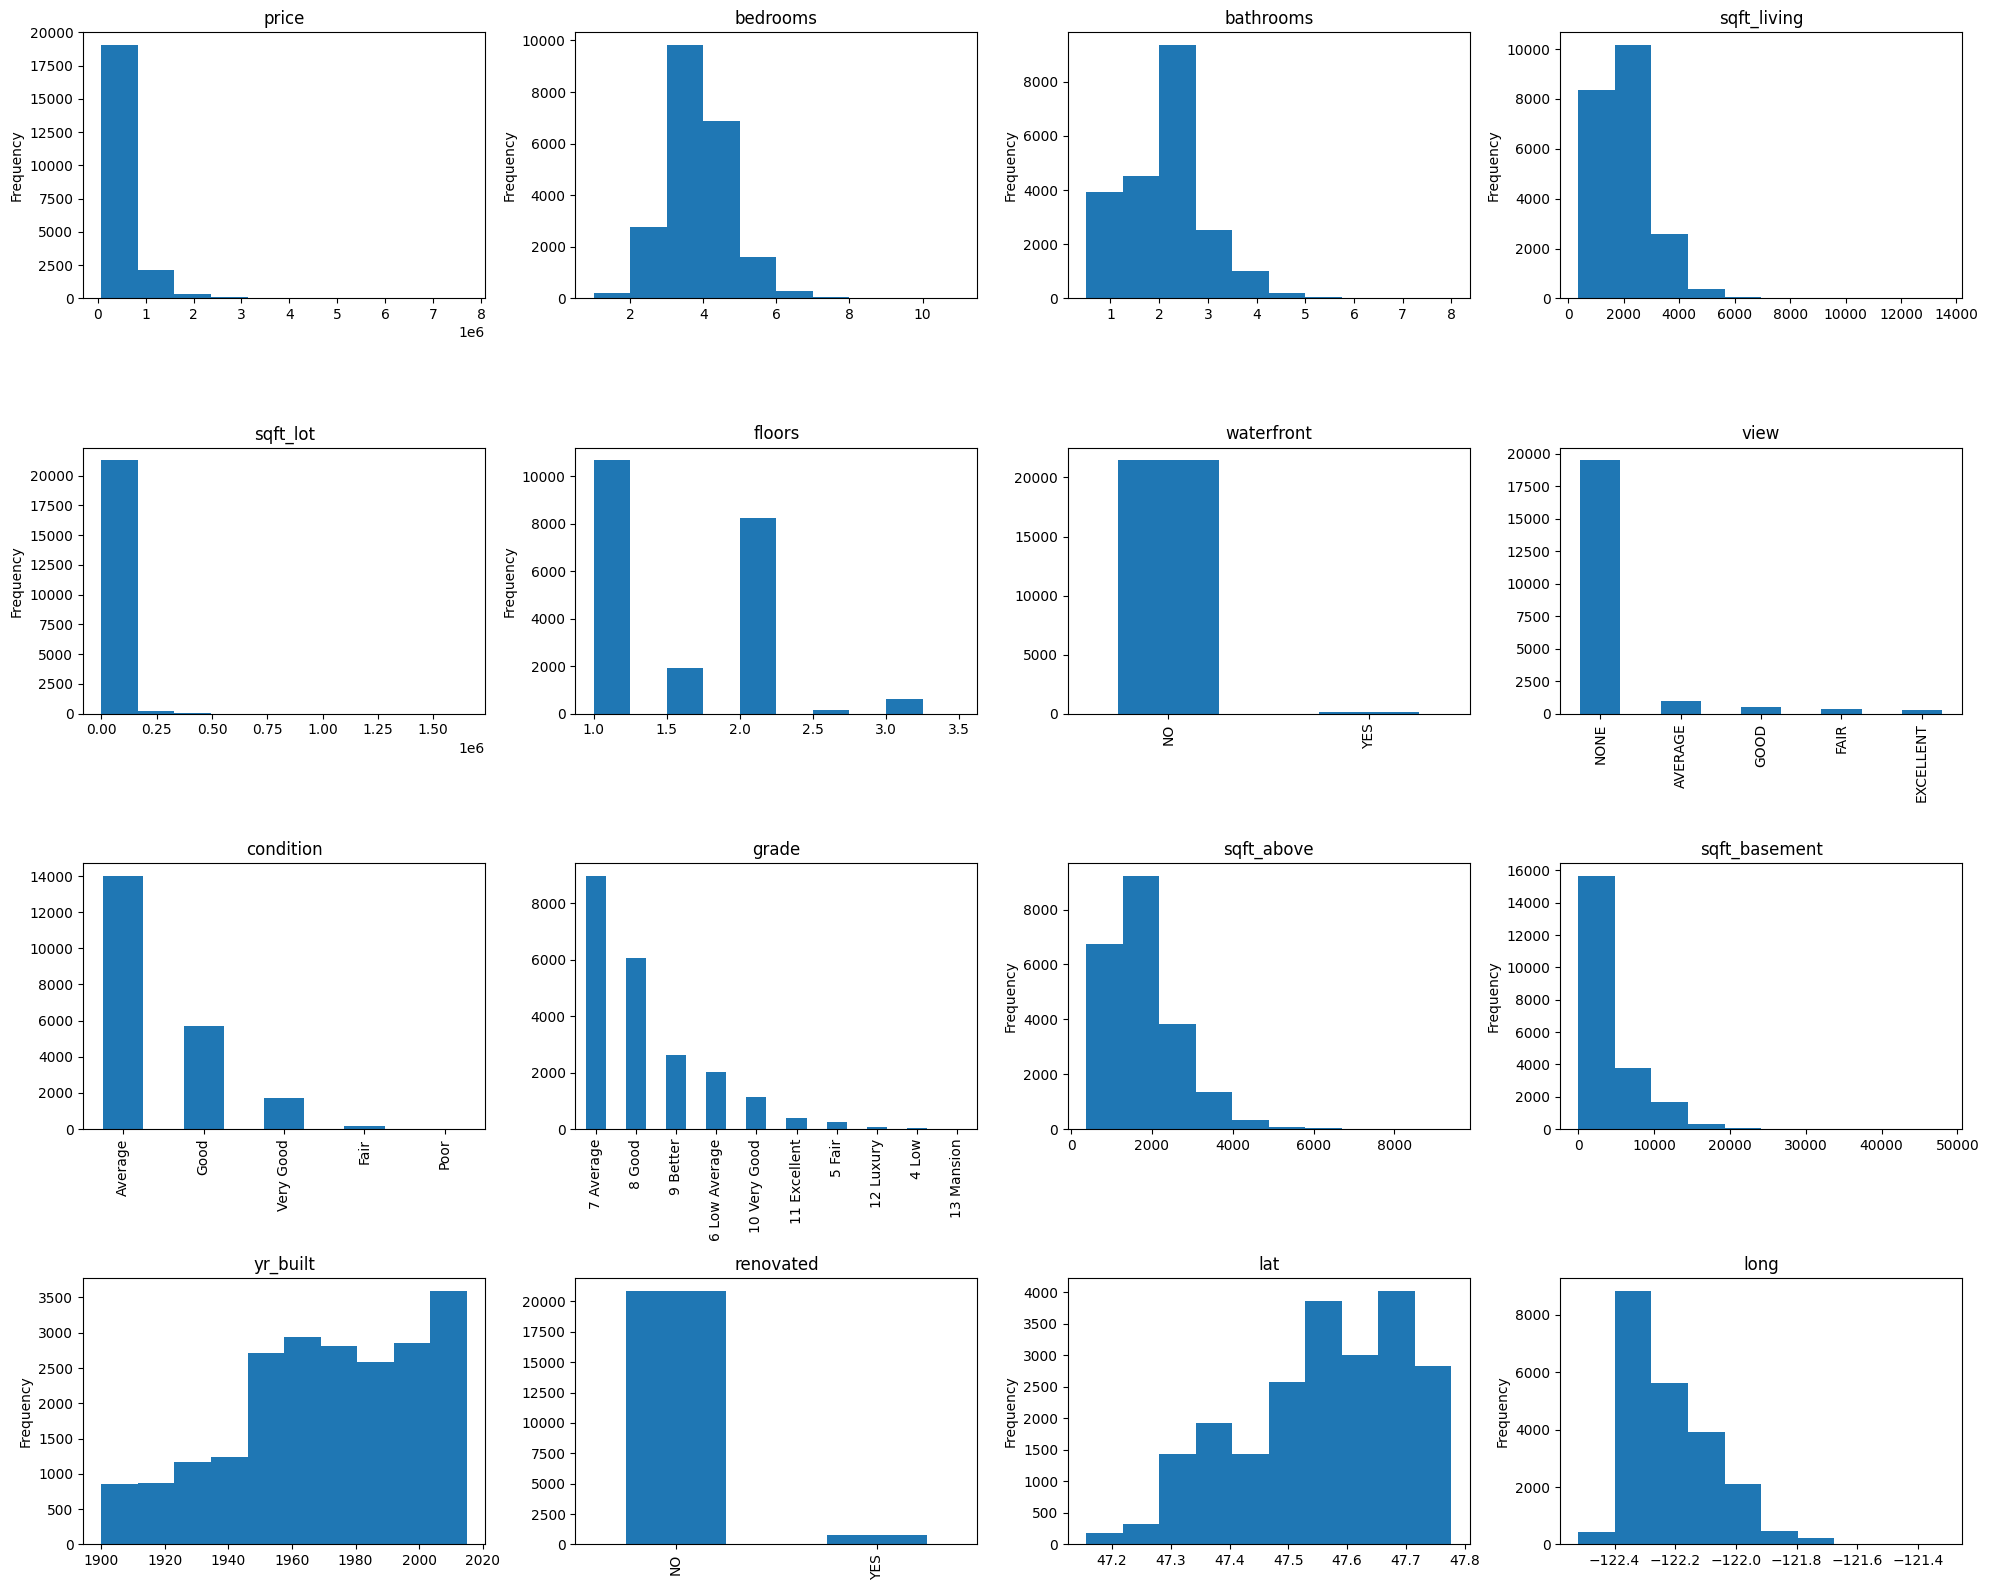 price
20000
17500
15000
12500
10000
7500
5000
2500
0
Frequency
0 1 2 3 4 5 6 7 8
1e6
bedrooms
10000
8000
6000
4000
2000
0
Frequency
2 4 6 8 10
bathrooms
8000
6000
4000
2000
0
Frequency
1 2 3 4 5 6 7 8
sqft_living
10000
8000
6000
4000
2000
0
Frequency
0 2000 4000 6000 8000 10000 12000 14000
sqft_lot
20000
17500
15000
12500
10000
7500
5000
2500
0
Frequency
0.00 0.25 0.50 0.75 1.00 1.25 1.50
1e6
floors
10000
8000
6000
4000
2000
0
Frequency
1.0 1.5 2.0 2.5 3.0 3.5
waterfront
20000
15000
10000
5000
0
NO YES
view
20000
17500
15000
12500
10000
7500
5000
2500
0
NONE AVERAGE GOOD FAIR EXCELLENT
condition
14000
12000
10000
8000
6000
4000
2000
0
Average Good Very Good Fair Poor
grade
8000
6000
4000
2000
0
7 Average 8 Good 9 Better 6 Low Average 10 Very Good 11 Excellent 5 Fair 12 Luxury 4 Low 13 Mansion
sqft_above
8000
6000
4000
2000
0
Frequency
0 2000 4000 6000 8000
sqft_basement
16000
14000
12000
10000
8000
6000
4000
2000
0
Frequency
0 10000 20000 30000 40000 50000
yr_built
3500
3000
2500
2000
1500
1000
500
0
Frequency
1900 1920 1940 1960 1980 2000 2020
renovated
20000
17500
15000
12500
10000
7500
5000
2500
0
NO YES
lat
4000
3500
3000
2500
2000
1500
1000
500
0
Frequency
47.2 47.3 47.4 47.5 47.6 47.7 47.8
long
8000
6000
4000
2000
0
Frequency
−122.4 −122.2 −122.0 −121.8 −121.6 −121.4